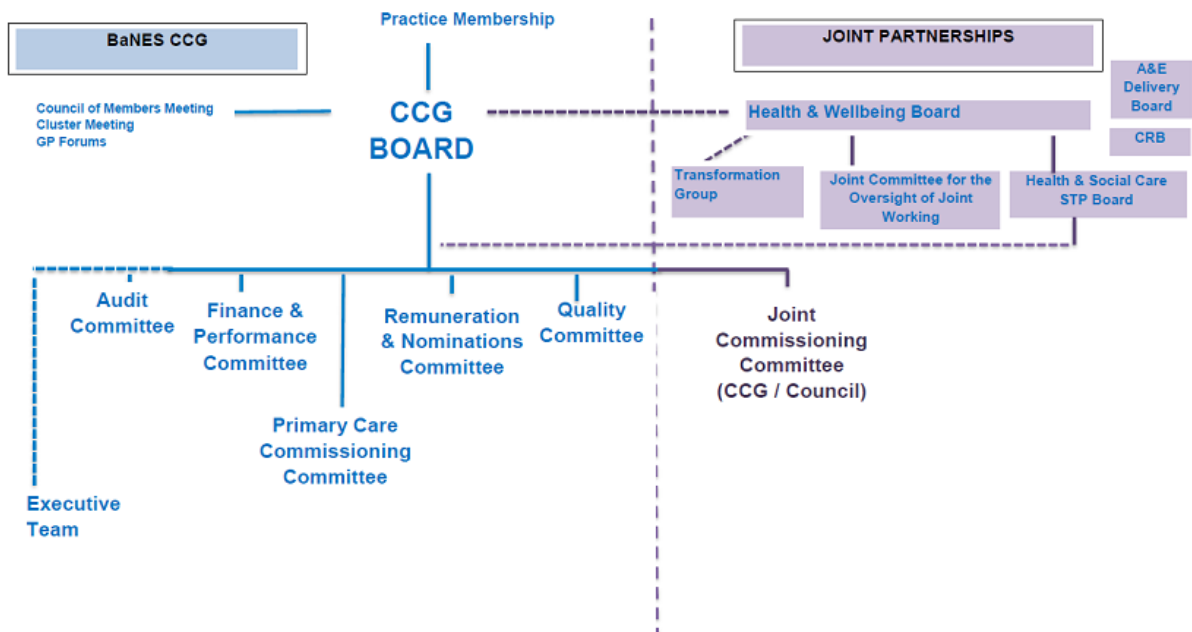 Practice Membership
BaNES CCG
JOINT PARTNERSHIPS
A&E
Delivery
Board
Council of Members Meeting
Cluster Meeting
GP Forums
CCG
BOARD
Health & Wellbeing Board
CRB
Transformation
Group
Joint Committee for the
Oversight of Joint
Working
Health & Social Care
STP Board
Audit
Committee
Finance &
Performance
Committee
Remuneration
& Nominations
Committee
Quality
Committee
Joint
Commissioning
Committee
(CCG / Council)
Primary Care
Commissioning
Committee
Executive
Team